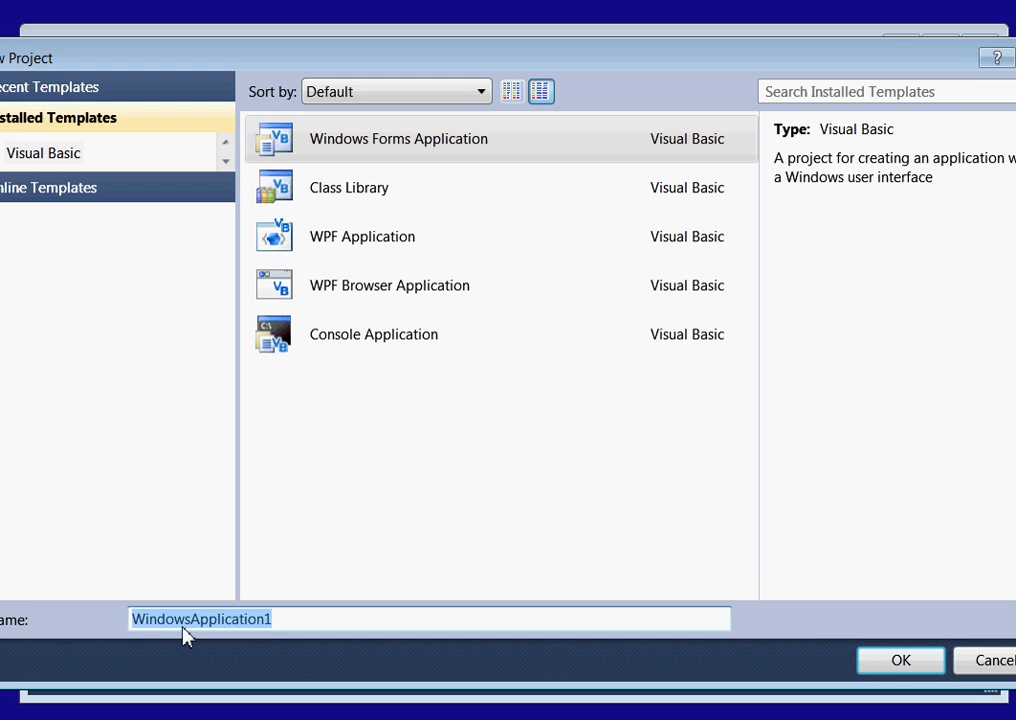 w Project
?
ecent Templates
Sort by: Default
Search Installed Templates
stalled Templates
Visual Basic
nline Templates
Windows Forms Application Visual Basic
Class Library Visual Basic
WPF Application Visual Basic
WPF Browser Application Visual Basic
Console Application Visual Basic
Type: Visual Basic
A project for creating an application w
a Windows user interface
ame: WindowsApplication1
OK
Cancel